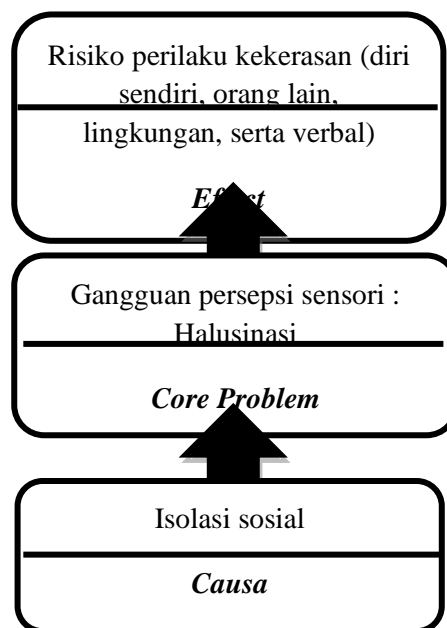 Risiko perilaku kekerasan (diri
sendiri, orang lain,
lingkungan, serta verbal)
Effect
Gangguan persepsi sensori :
Halusinasi
Core Problem
Isolasi sosial
Causa